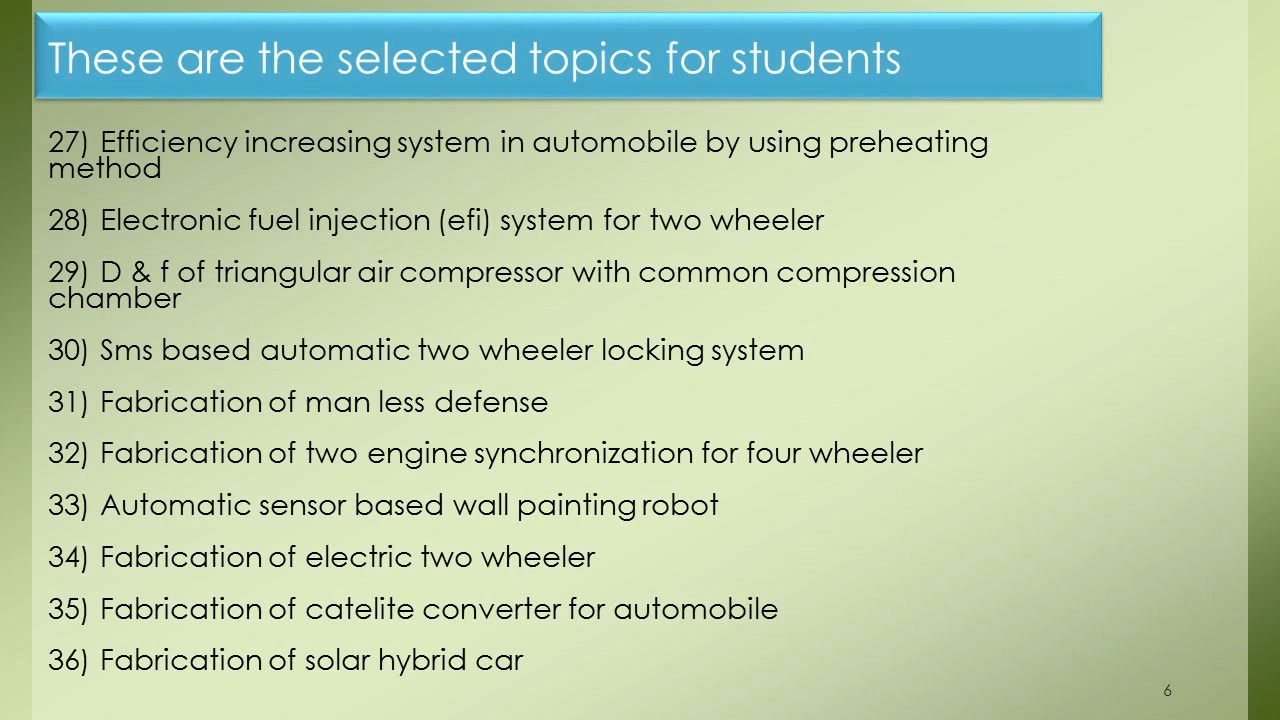 These are the selected topics for students
27) Efficiency increasing system in automobile by using preheating
method
28) Electronic fuel injection (efi) system for two wheeler
29) D & f of triangular air compressor with common compression
chamber
30) Sms based automatic two wheeler locking system
31) Fabrication of man less defense
32) Fabrication of two engine synchronization for four wheeler
33) Automatic sensor based wall painting robot
34) Fabrication of electric two wheeler
35) Fabrication of catelite converter for automobile
36) Fabrication of solar hybrid car
6